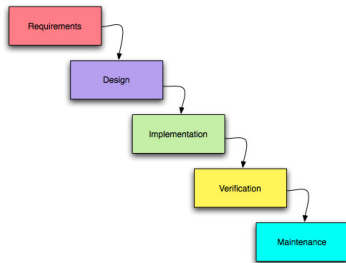 Requirements
Design
Implementation
Verification
Maintenance